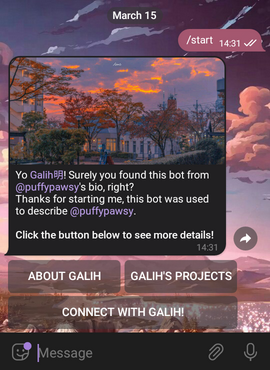 March 15
/start 14:31
Yo Galih明! Surely you found this bot from
@puffypawsy's bio, right?
Thanks for starting me, this bot was used
to describe @puffypawsy.
Click the button below to see more details!
14:31
ABOUT GALIH
GALIH'S PROJECTS
CONNECT WITH GALIH!
Message